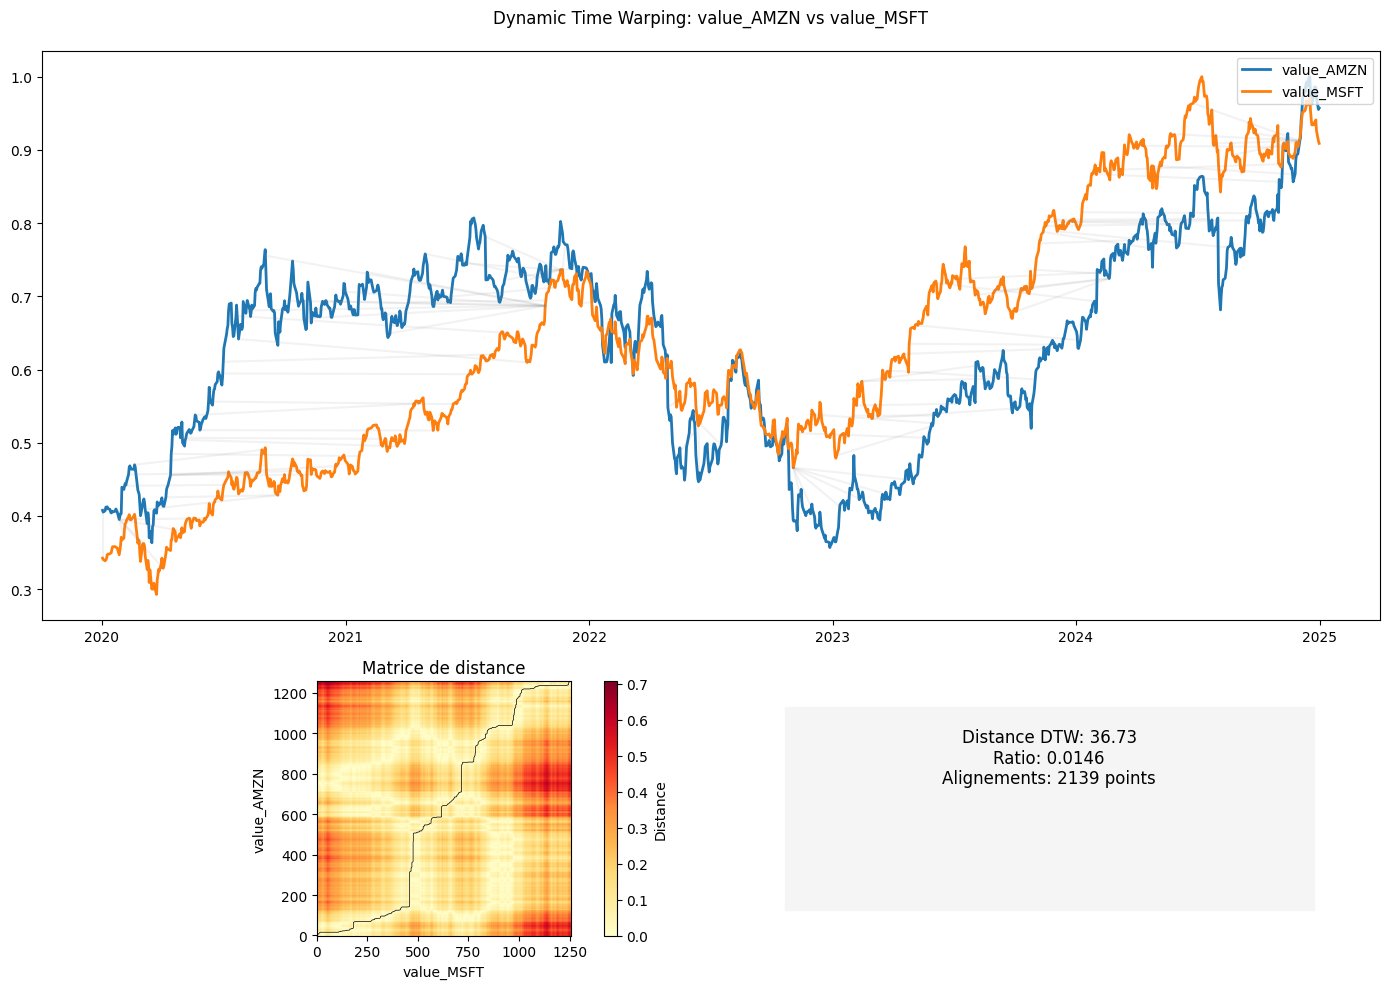 Dynamic Time Warping: value_AMZN vs value_MSFT
value_AMZN
value_MSFT
1.0
0.9
0.8
0.7
0.6
0.5
0.4
0.3
2020 2021 2022 2023 2024 2025
Matrice de distance
value_AMZN
1200
1000
800
600
400
200
0
0 250 500 750 1000 1250
value_MSFT
0.7
0.6
0.5
0.4
0.3
0.2
0.1
0.0
Distance
Distance DTW: 36.73
Ratio: 0.0146
Alignements: 2139 points